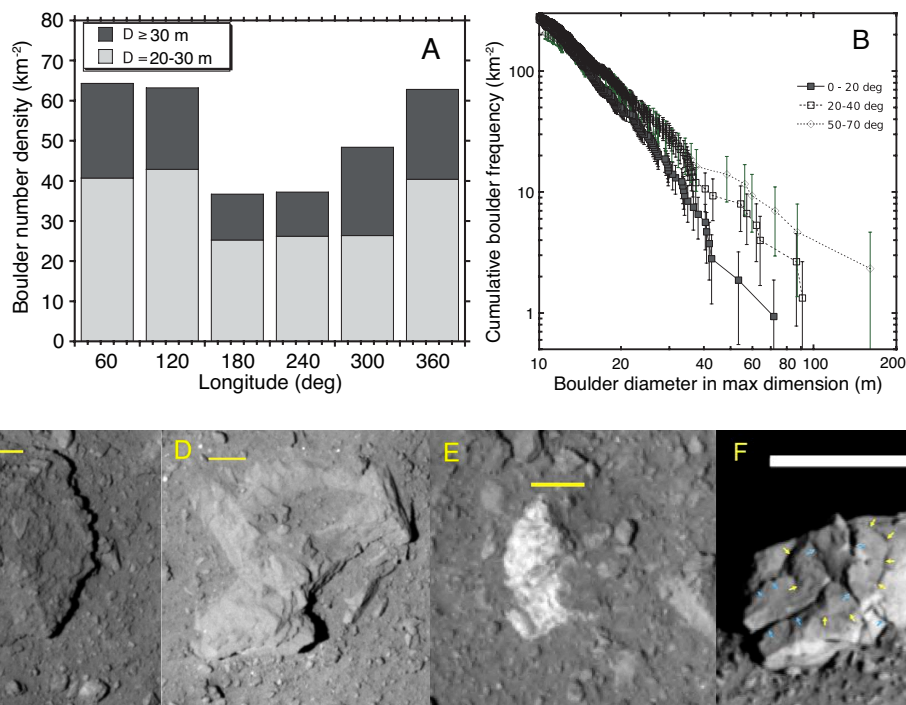 A
D ≥ 30 m
D = 20-30 m
Boulder number density (km-2)
80
70
60
50
40
30
20
10
0
60 120 180 240 300 360
Longitude (deg)
B
0 - 20 deg
20-40 deg
50-70 deg
Cumulative boulder frequency (km-2)
100
10
1
10 20 40 60 80 100 200
Boulder diameter in max dimension (m)
D
E
F